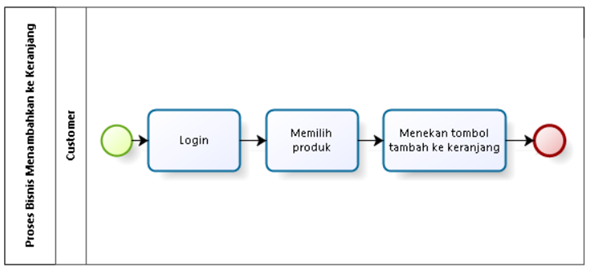 Proses Bisnis Menambahkan ke Keranjang
Customer
Login
Memilih
produk
Menekan tombol
tambah ke keranjang